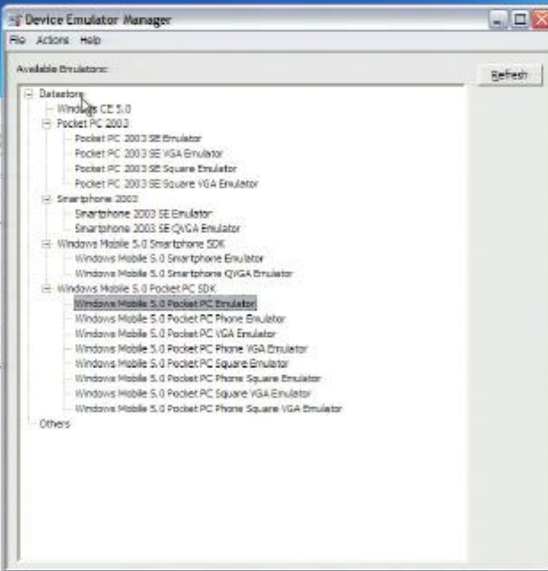 Device Emulator Manager
File Actions Help
Available Emulators:
Refresh
Datastore
Windows CE 5.0
Pocket PC 2003
Pocket PC 2003 SE Emulator
Pocket PC 2003 SE VGA Emulator
Pocket PC 2003 SE Square Emulator
Pocket PC 2003 SE Square VGA Emulator
Smartphone 2003
Smartphone 2003 SE Emulator
Smartphone 2003 SE QVGA Emulator
Windows Mobile 5.0 Smartphone SDK
Windows Mobile 5.0 Smartphone Emulator
Windows Mobile 5.0 Smartphone QVGA Emulator
Windows Mobile 5.0 Pocket PC SDK
Windows Mobile 5.0 Pocket PC Emulator
Windows Mobile 5.0 Pocket PC Phone Emulator
Windows Mobile 5.0 Pocket PC VGA Emulator
Windows Mobile 5.0 Pocket PC Phone VGA Emulator
Windows Mobile 5.0 Pocket PC Square Emulator
Windows Mobile 5.0 Pocket PC Phone Square Emulator
Windows Mobile 5.0 Pocket PC Square VGA Emulator
Windows Mobile 5.0 Pocket PC Phone Square VGA Emulator
Others